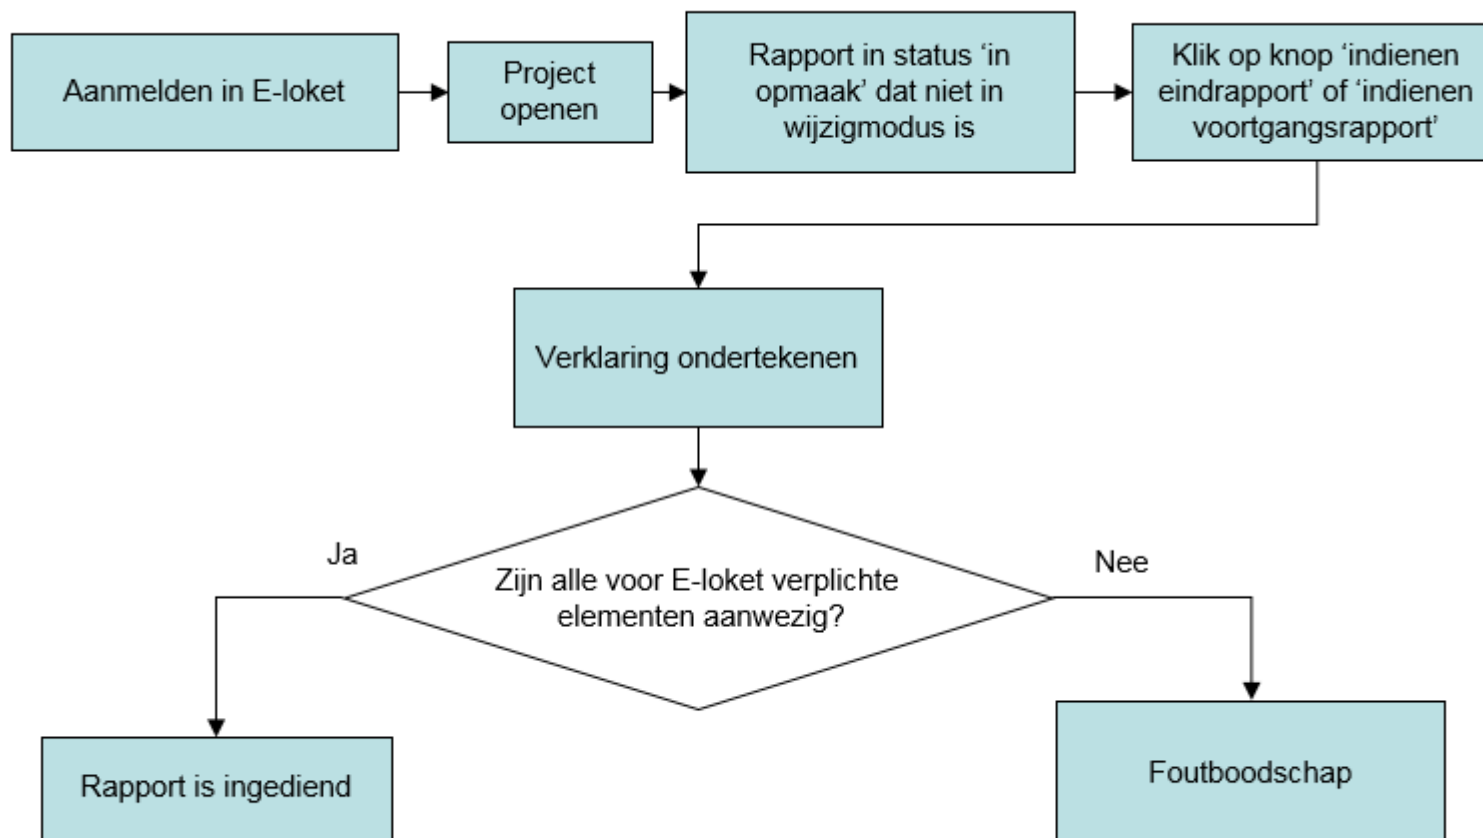 Aanmelden in E-loket
Project
openen
Rapport in status ‘in
opmaak’ dat niet in
wijzigmodus is
Klik op knop ‘indienen
eindrapport’ of ‘indienen
voortgangsrapport’
Verklaring ondertekenen
Ja
Nee
Zijn alle voor E-loket verplichte
elementen aanwezig?
Rapport is ingediend
Foutboodschap